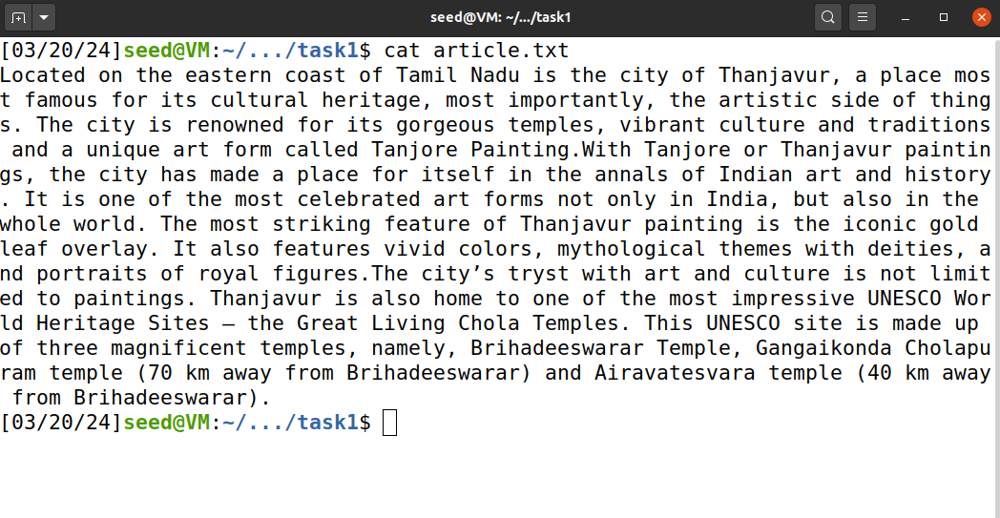 seed@VM: ~/.../task1
[03/20/24]seed@VM:~/.../task1$ cat article.txt
Located on the eastern coast of Tamil Nadu is the city of Thanjavur, a place mos
t famous for its cultural heritage, most importantly, the artistic side of thing
s. The city is renowned for its gorgeous temples, vibrant culture and traditions
 and a unique art form called Tanjore Painting.With Tanjore or Thanjavur paintin
gs, the city has made a place for itself in the annals of Indian art and history
. It is one of the most celebrated art forms not only in India, but also in the
whole world. The most striking feature of Thanjavur painting is the iconic gold
leaf overlay. It also features vivid colors, mythological themes with deities, a
nd portraits of royal figures.The city’s tryst with art and culture is not limit
ed to paintings. Thanjavur is also home to one of the most impressive UNESCO Wor
ld Heritage Sites – the Great Living Chola Temples. This UNESCO site is made up
of three magnificent temples, namely, Brihadeeswarar Temple, Gangaikonda Cholapu
ram temple (70 km away from Brihadeeswarar) and Airavatesvara temple (40 km away
 from Brihadeeswarar).
[03/20/24]seed@VM:~/.../task1$